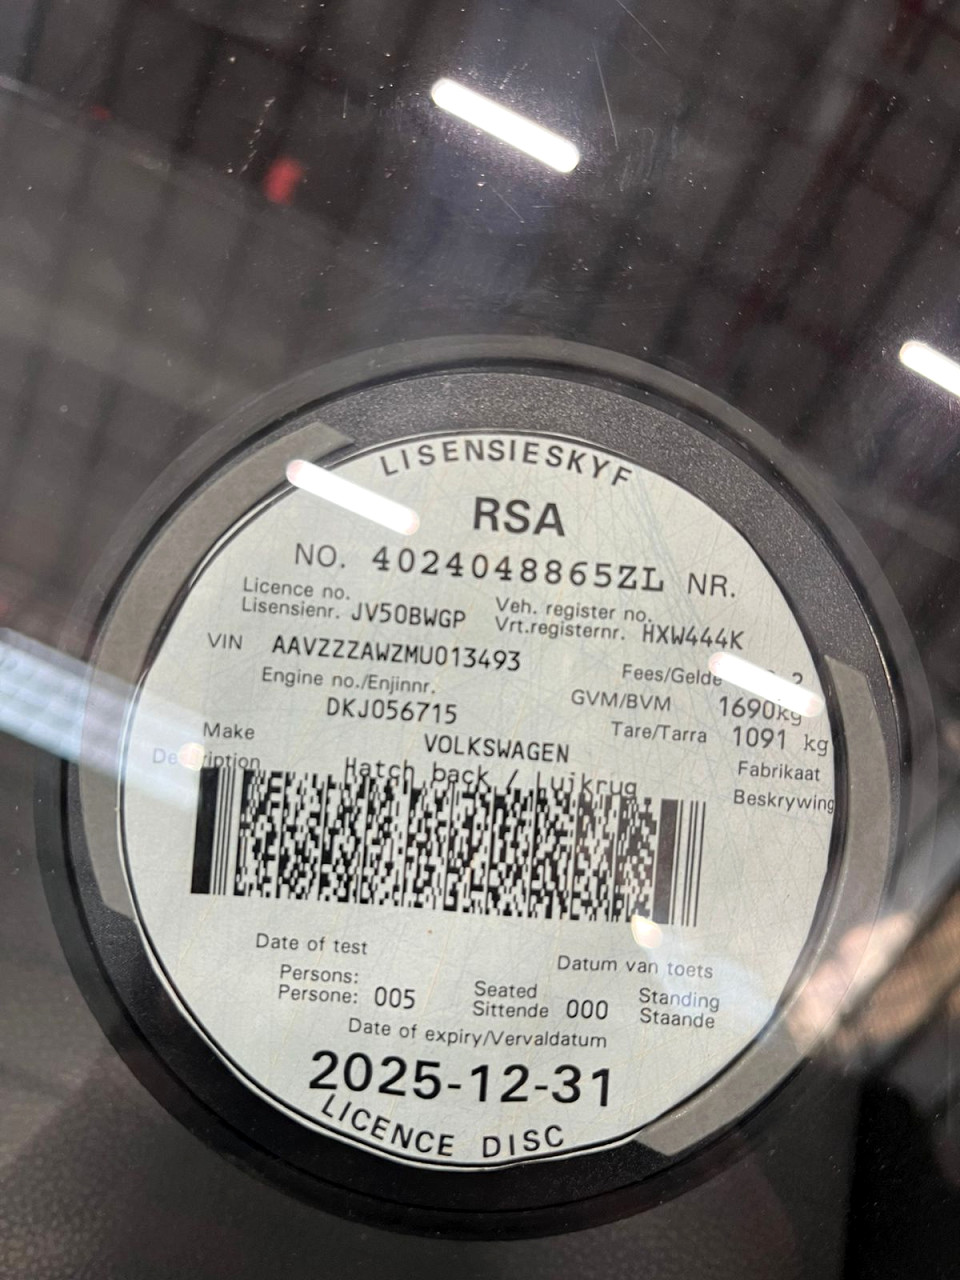 LISENSIESKYF
RSA
NO. 4024048865ZL NR.
Licence no.
Lisensienr. JV50BWGP
Veh. register no.
Vrt.registernr. HXW444K
VIN AAVZZZAWZMU013493
Engine no./Enjinnr.
DKJ056715
Fees/Gelde
GVM/BVM 1690kg
Tare/Tarra 1091 kg
Make VOLKSWAGEN Fabrikaat
Description Hatch back / Luikrug Beskrywing
Date of test Datum van toets
Persons:
Persone: 005
Seated
Sittende 000
Standing
Staande
Date of expiry/Vervaldatum
2025-12-31
LICENCE DISC